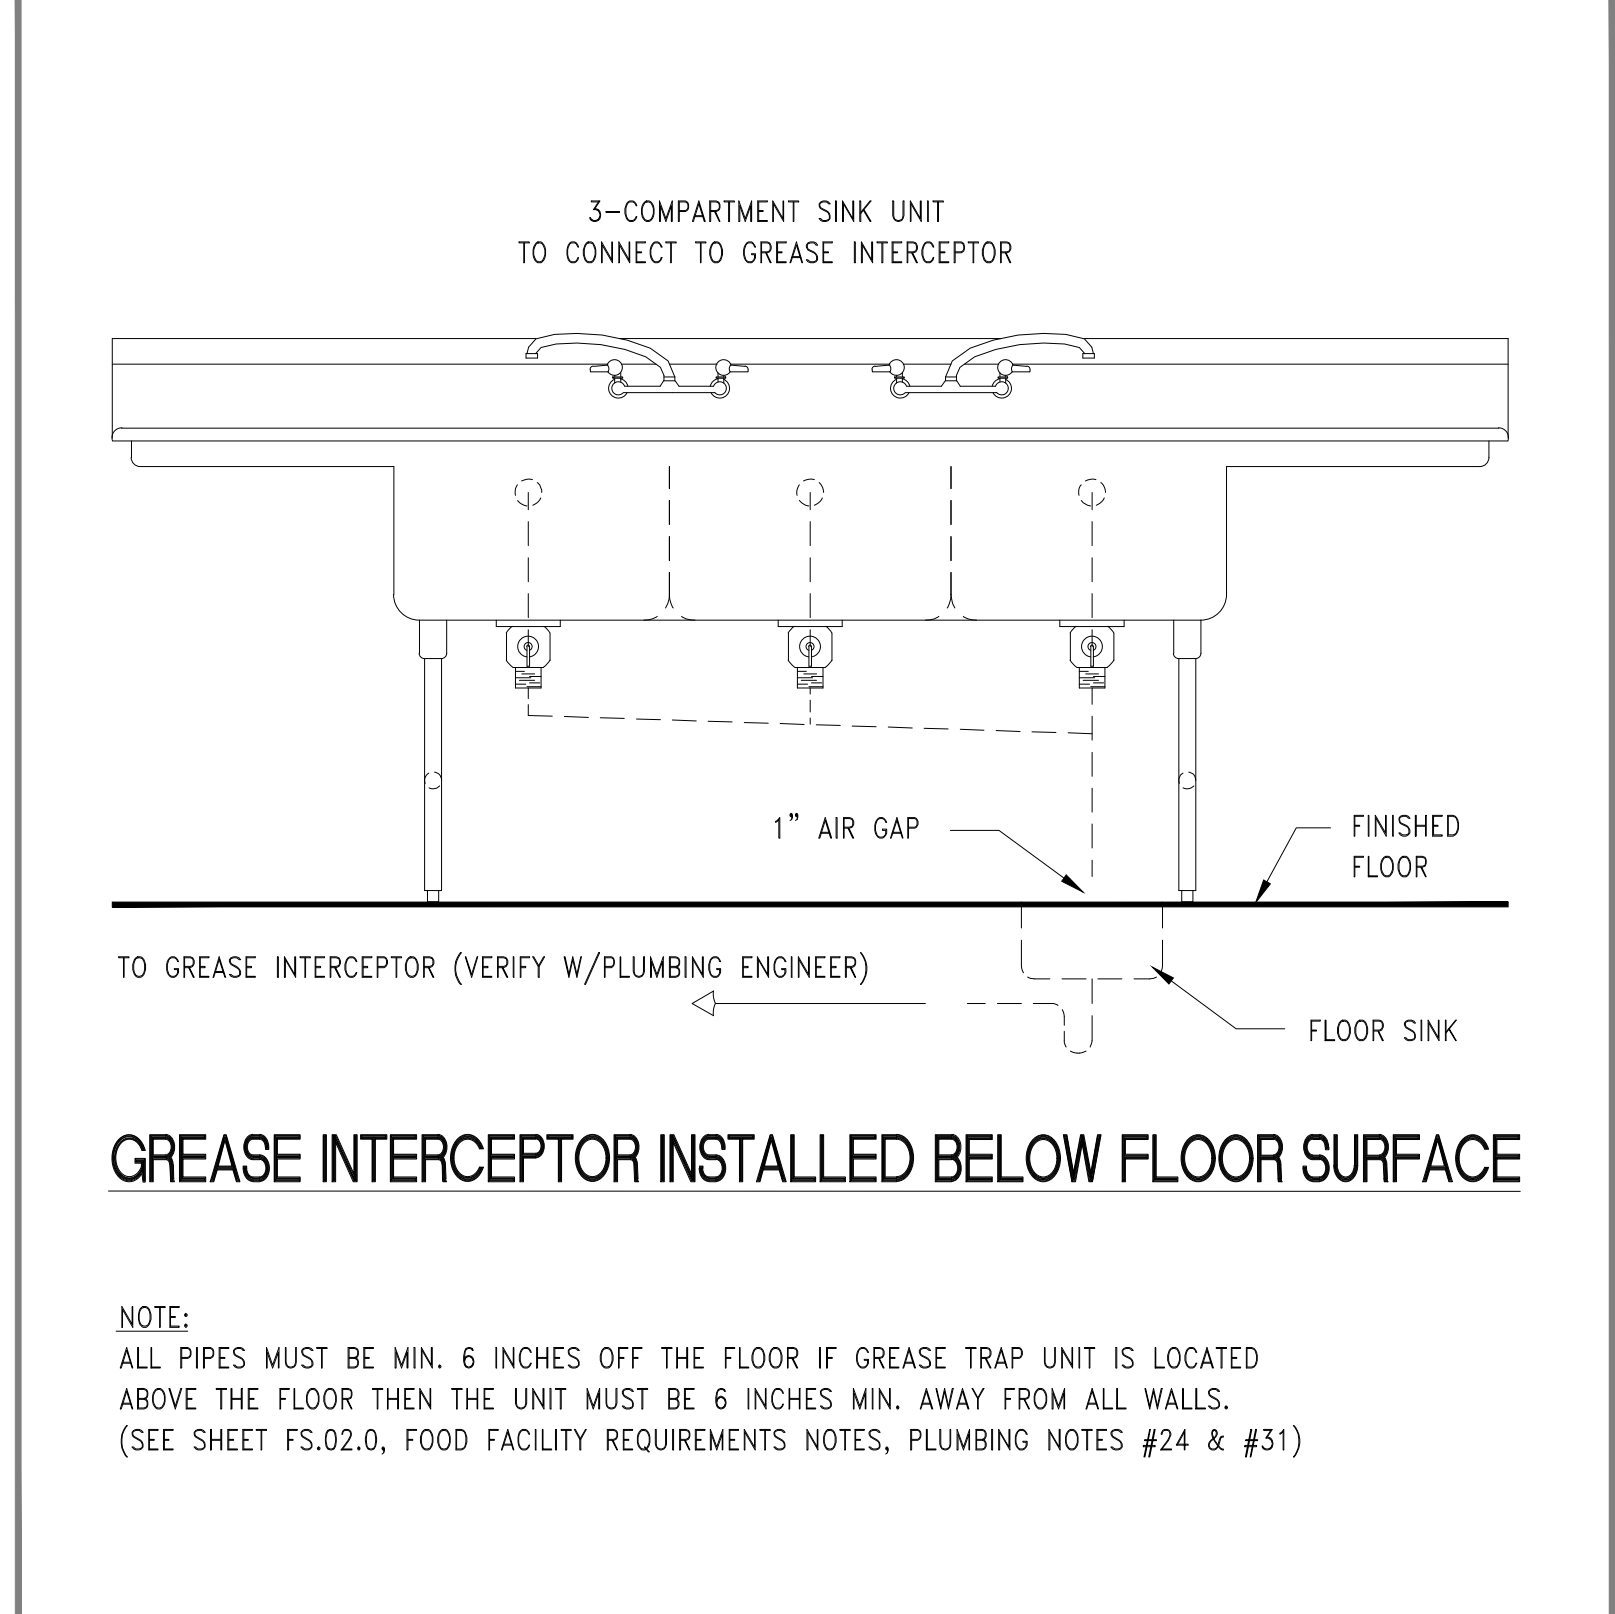 3-COMPARTMENT SINK UNIT
TO CONNECT TO GREASE INTERCEPTOR
1" AIR GAP
FINISHED
FLOOR
TO GREASE INTERCEPTOR (VERIFY W/PLUMBING ENGINEER)
FLOOR SINK
GREASE INTERCEPTOR INSTALLED BELOW FLOOR SURFACE
NOTE:
ALL PIPES MUST BE MIN. 6 INCHES OFF THE FLOOR IF GREASE TRAP UNIT IS LOCATED
ABOVE THE FLOOR THEN THE UNIT MUST BE 6 INCHES MIN. AWAY FROM ALL WALLS.
(SEE SHEET FS.02.0, FOOD FACILITY REQUIREMENTS NOTES, PLUMBING NOTES #24 & #31)